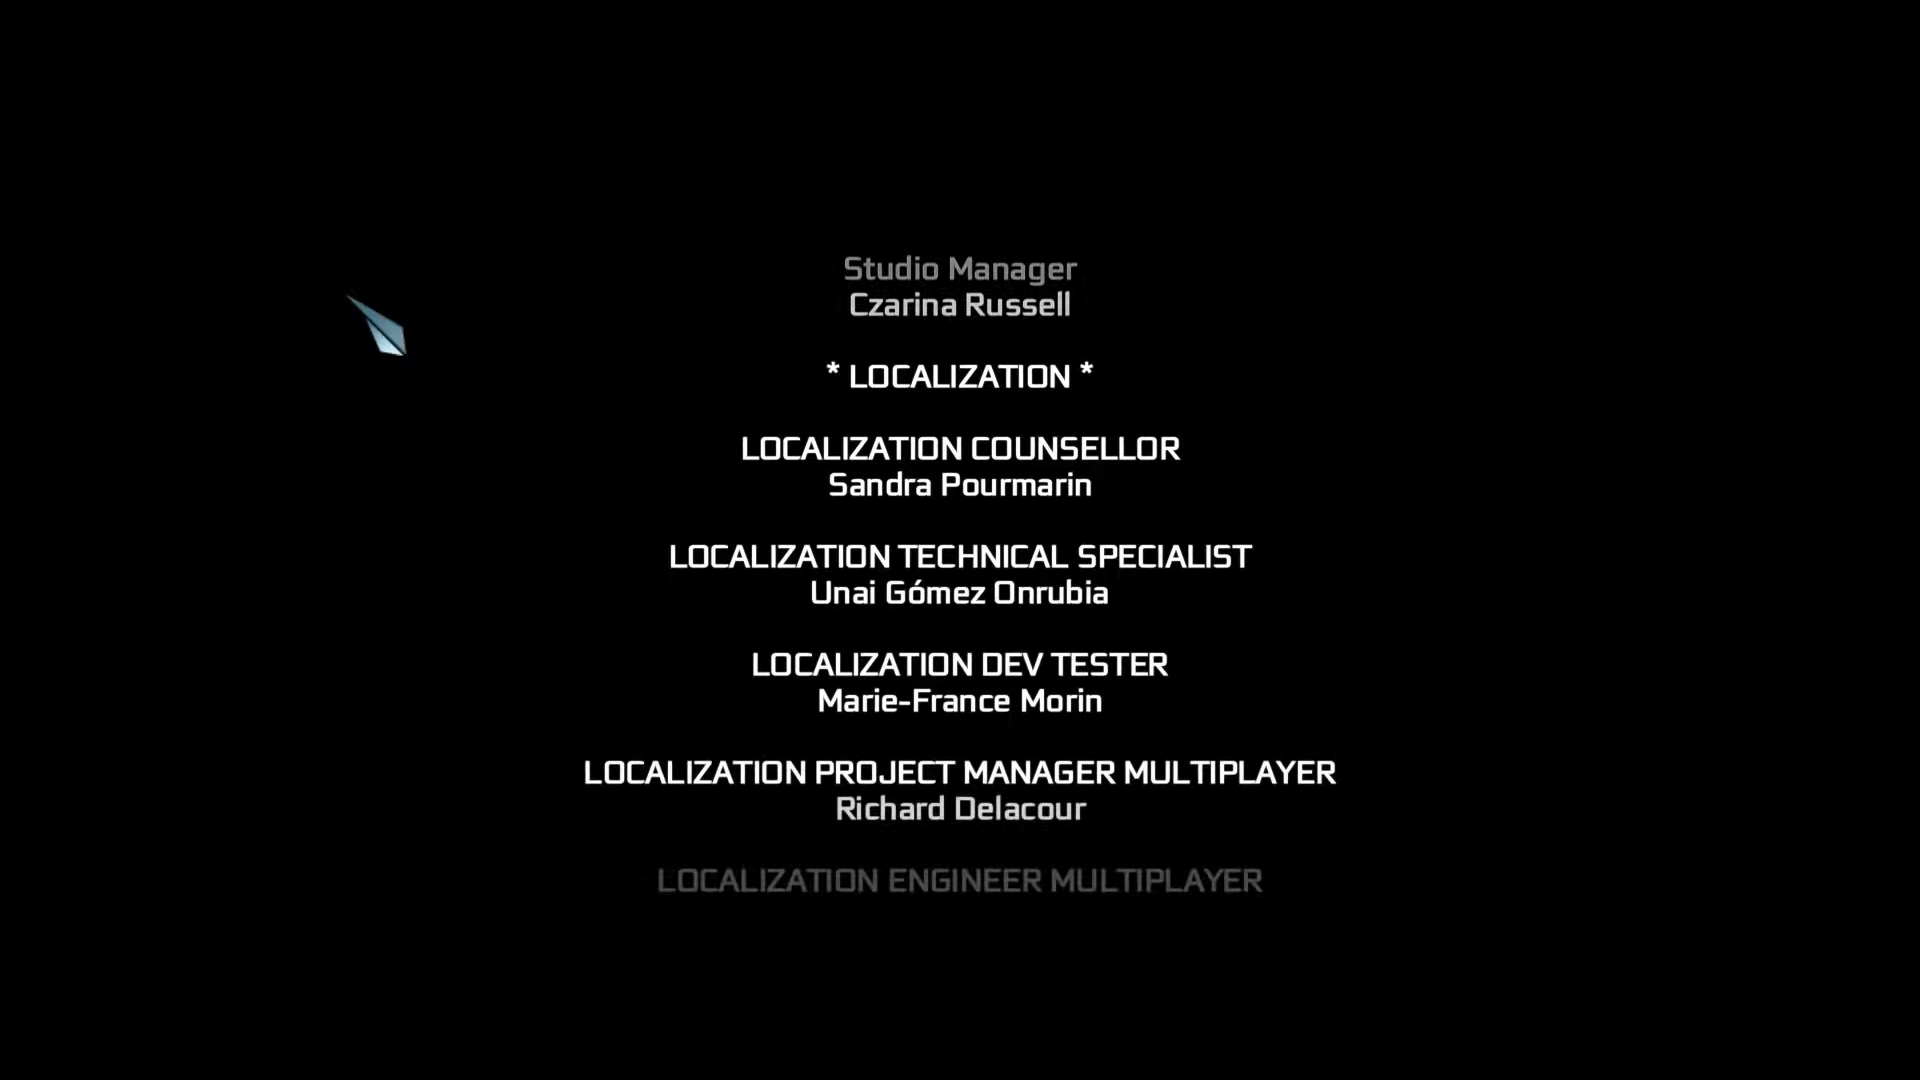 Studio Manager
Czarina Russell
* LOCALIZATION *
LOCALIZATION COUNSELLOR
Sandra Pourmarin
LOCALIZATION TECHNICAL SPECIALIST
Unai Gómez Onrubia
LOCALIZATION DEV TESTER
Marie-France Morin
LOCALIZATION PROJECT MANAGER MULTIPLAYER
Richard Delacour
LOCALIZATION ENGINEER MULTIPLAYER